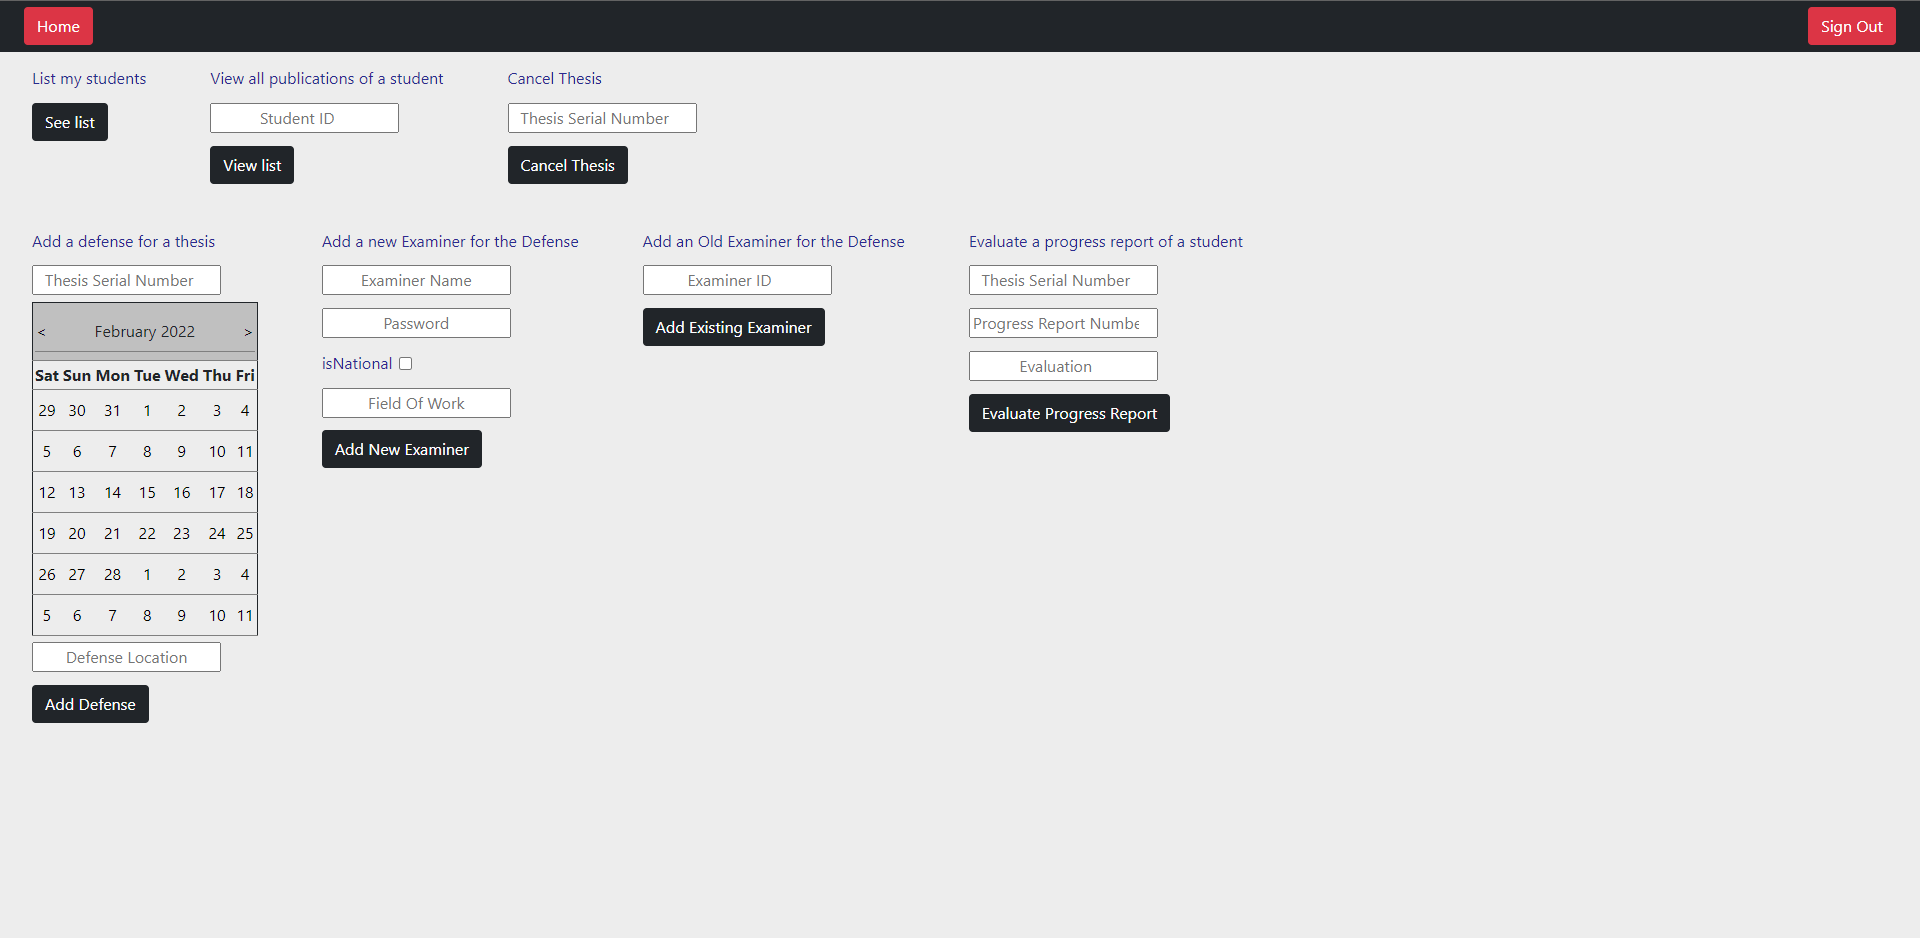 Home
Sign Out
List my students
See list
View all publications of a student
Student ID
View list
Cancel Thesis
Thesis Serial Number
Cancel Thesis
Add a defense for a thesis
Thesis Serial Number
< February 2022 >
Sat Sun Mon Tue Wed Thu Fri
29 30 31 1 2 3 4
5 6 7 8 9 10 11
12 13 14 15 16 17 18
19 20 21 22 23 24 25
26 27 28 1 2 3 4
5 6 7 8 9 10 11
Defense Location
Add Defense
Add a new Examiner for the Defense
Examiner Name
Password
isNational
Field Of Work
Add New Examiner
Add an Old Examiner for the Defense
Examiner ID
Add Existing Examiner
Evaluate a progress report of a student
Thesis Serial Number
Progress Report Numbe
Evaluation
Evaluate Progress Report